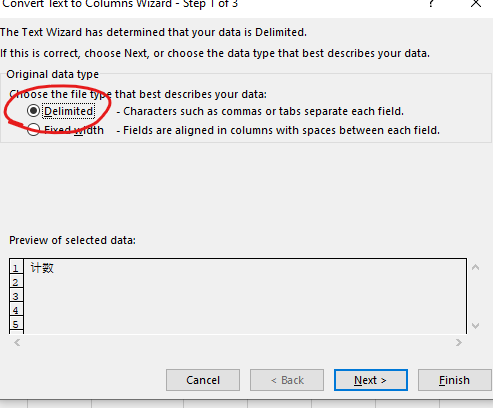 Convert Text to Columns Wizard - Step 1 of 3
?
The Text Wizard has determined that your data is Delimited.
If this is correct, choose Next, or choose the data type that best describes your data.
Original data type
Choose the file type that best describes your data:
Delimited - Characters such as commas or tabs separate each field.
Fixed width - Fields are aligned in columns with spaces between each field.
Preview of selected data:
1 计数
2
3
4
5
Cancel < Back Next > Finish